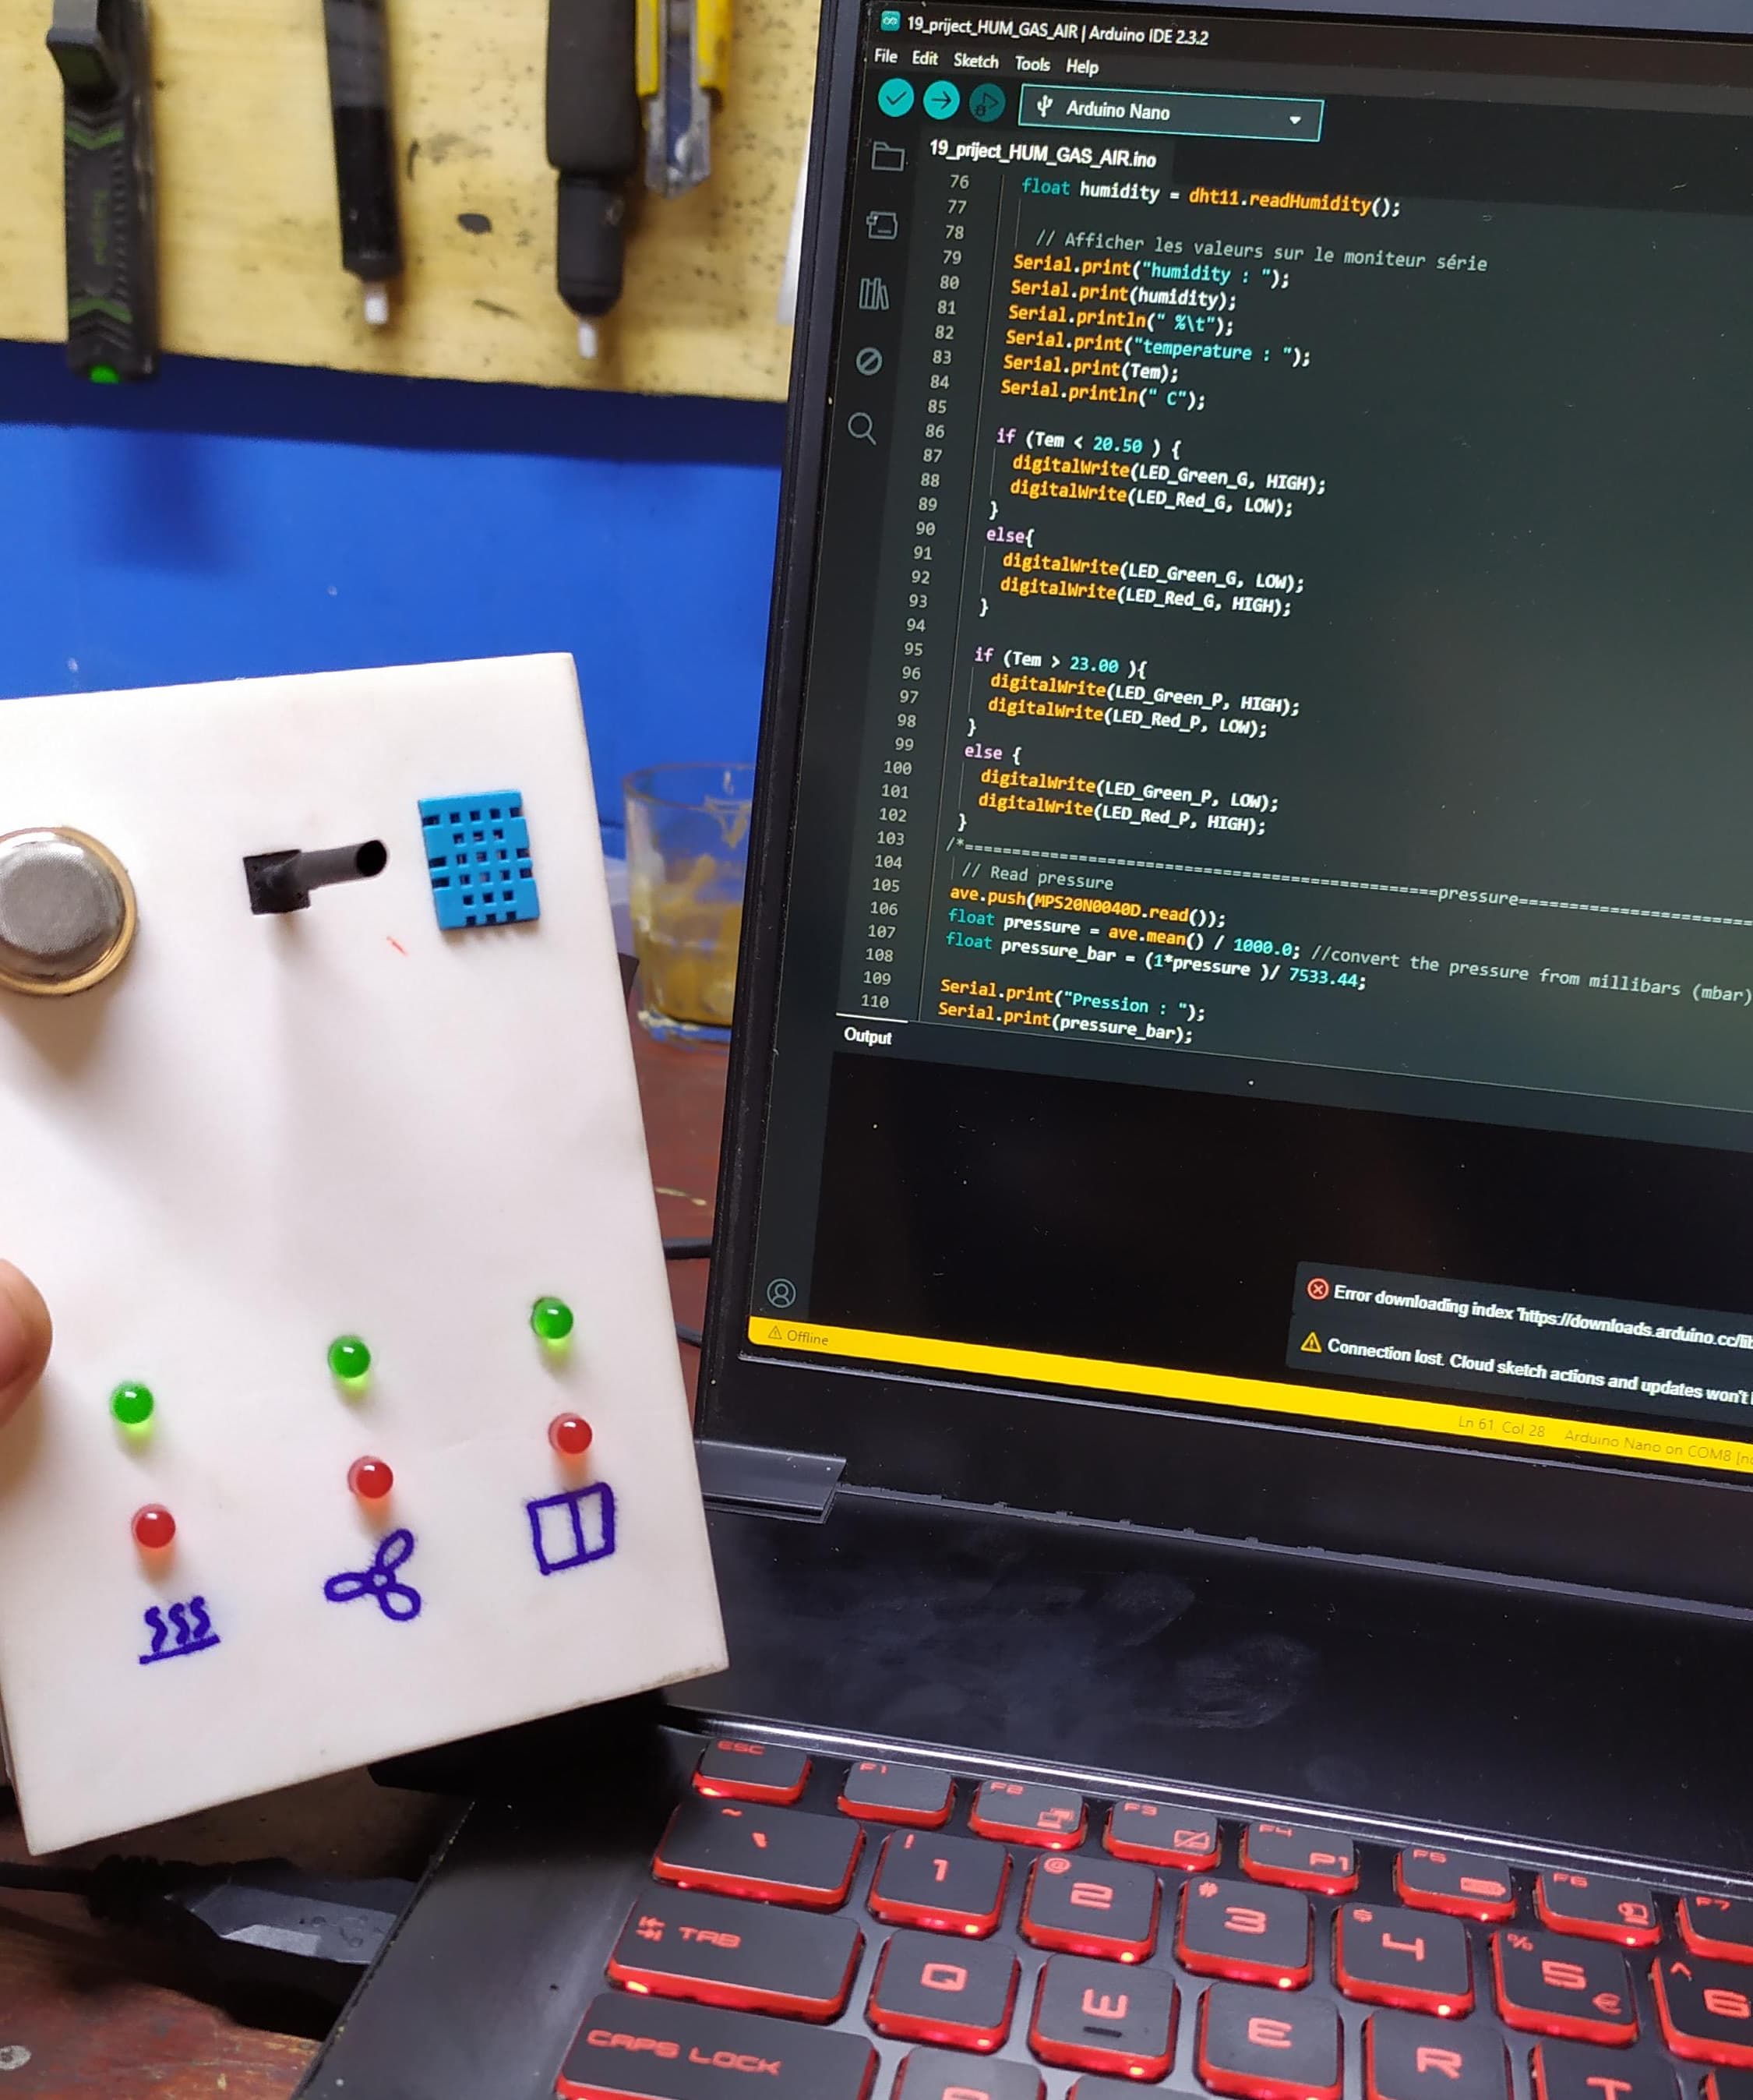 19_priject_HUM_GAS_AIR | Arduino IDE 2.3.2
File Edit Sketch Tools Help
Arduino Nano
19_priject_HUM_GAS_AIR.ino
76 float humidity = dht11.readHumidity();
77
78 // Afficher les valeurs sur le moniteur série
79 Serial.print("humidity : ");
80 Serial.print(humidity);
81 Serial.println(" %\t");
82 Serial.print("temperature : ");
83 Serial.print(Tem);
84 Serial.println(" C");
85
86 if (Tem < 20.50 ) {
87 digitalWrite(LED_Green_G, HIGH);
88 digitalWrite(LED_Red_G, LOW);
89 }
90 else{
91 digitalWrite(LED_Green_G, LOW);
92 digitalWrite(LED_Red_G, HIGH);
93 }
94
95 if (Tem > 23.00 ){
96 digitalWrite(LED_Green_P, HIGH);
97 digitalWrite(LED_Red_P, LOW);
98 }
99 else {
100 digitalWrite(LED_Green_P, LOW);
101 digitalWrite(LED_Red_P, HIGH);
102 }
103 /*==================================================pressure=========================
104 // Read pressure
105 ave.push(MPS20N0040D.read());
106 float pressure = ave.mean() / 1000.0; //convert the pressure from millibars (mbar)
107 float pressure_bar = (1*pressure )/ 7533.44;
108
109 Serial.print("Pression : ");
110 Serial.print(pressure_bar);
Output
Error downloading index 'https://downloads.arduino.cc/lib
Connection lost. Cloud sketch actions and updates won't
Offline
Ln 61, Col 28 Arduino Nano on COM8
ESC F1 F2 F3 F4 P1 F5 F6 F7
~ ! 1 @ 2 # 3 $ 4 % 5 € ^ 6
TAB Q W E R T
CAPS LOCK